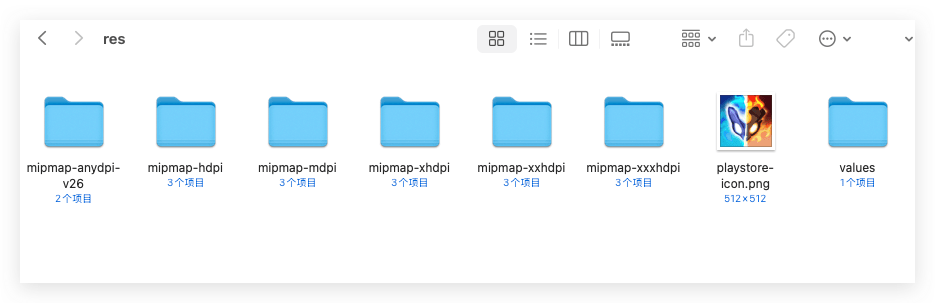 res
mipmap-anydpi-
v26
2个项目
mipmap-hdpi
3个项目
mipmap-mdpi
3个项目
mipmap-xhdpi
3个项目
mipmap-xxhdpi
3个项目
mipmap-xxxhdpi
3个项目
playstore-
icon.png
512×512
values
1个项目